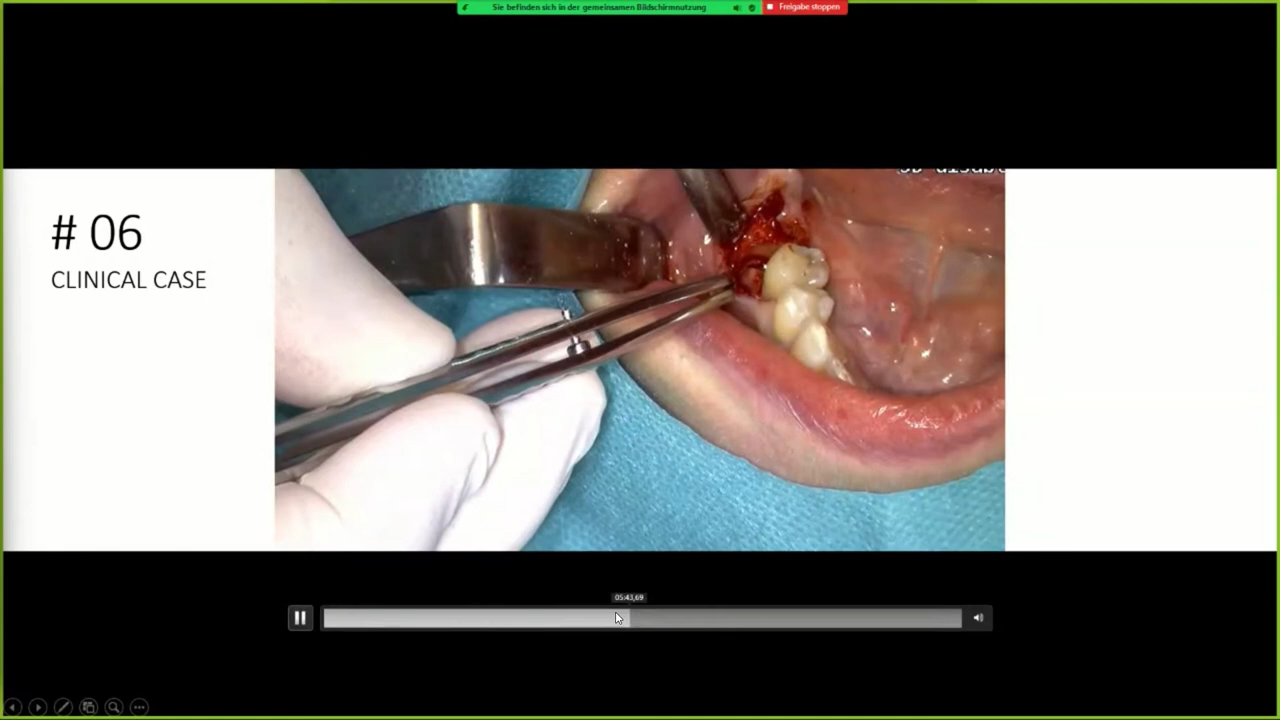 Sie befinden sich in der gemeinsamen Bildschirmnutzung
Freigabe stoppen
# 06
CLINICAL CASE
05:43,69